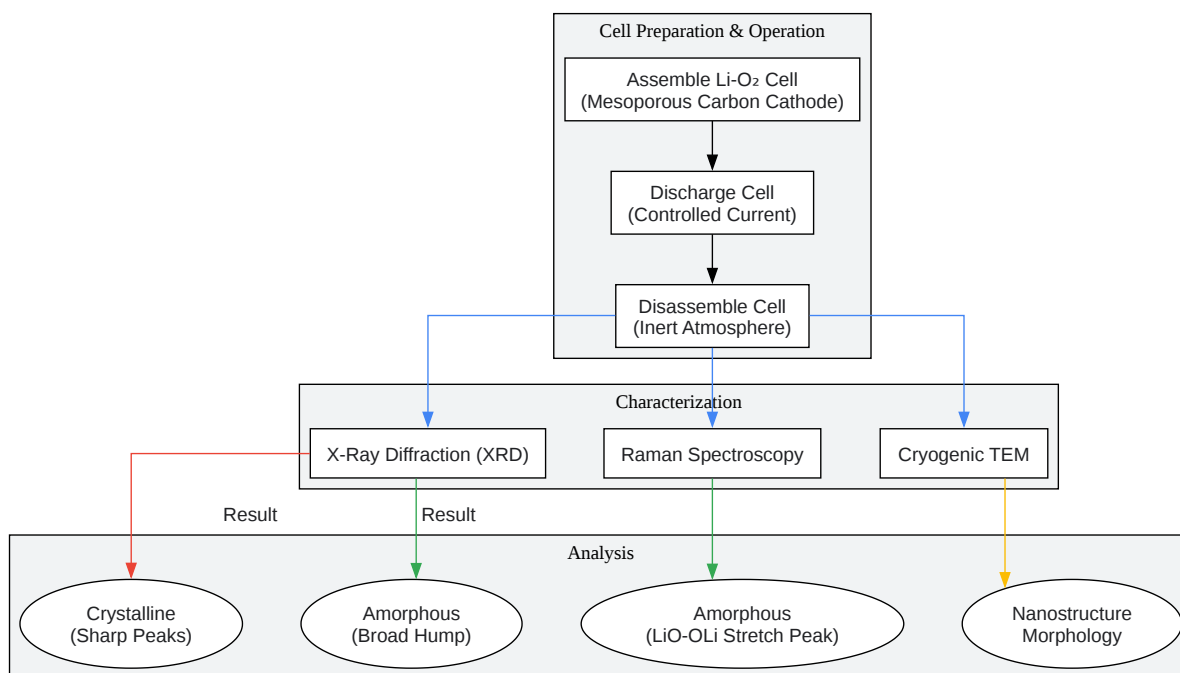 Cell Preparation & Operation
Assemble Li-O₂ Cell
(Mesoporous Carbon Cathode)
Discharge Cell
(Controlled Current)
Disassemble Cell
(Inert Atmosphere)
Characterization
X-Ray Diffraction (XRD)
Raman Spectroscopy
Cryogenic TEM
Result
Result
Analysis
Crystalline
(Sharp Peaks)
Amorphous
(Broad Hump)
Amorphous
(LiO-OLi Stretch Peak)
Nanostructure
Morphology